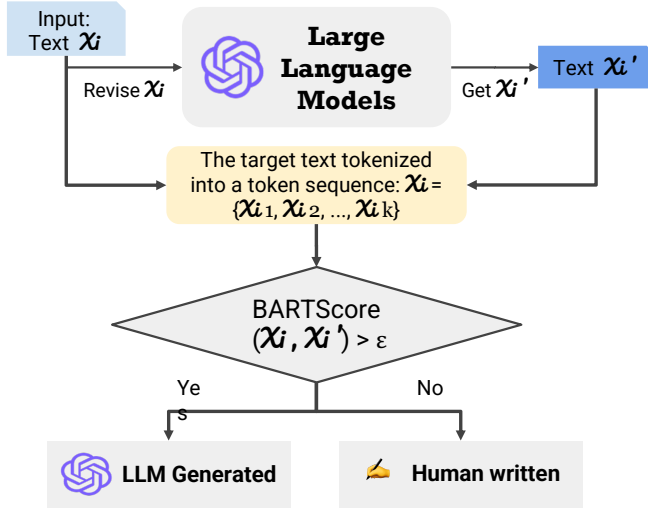 Input:
Text 𝒳i
Large
Language
Models
Revise 𝒳i
Get 𝒳i'
Text 𝒳i'
The target text tokenized
into a token sequence: 𝒳i =
{𝒳i 1, 𝒳i 2, ..., 𝒳i k}
BARTScore
(𝒳i , 𝒳i') > ε
Ye
s
No
LLM Generated
Human written